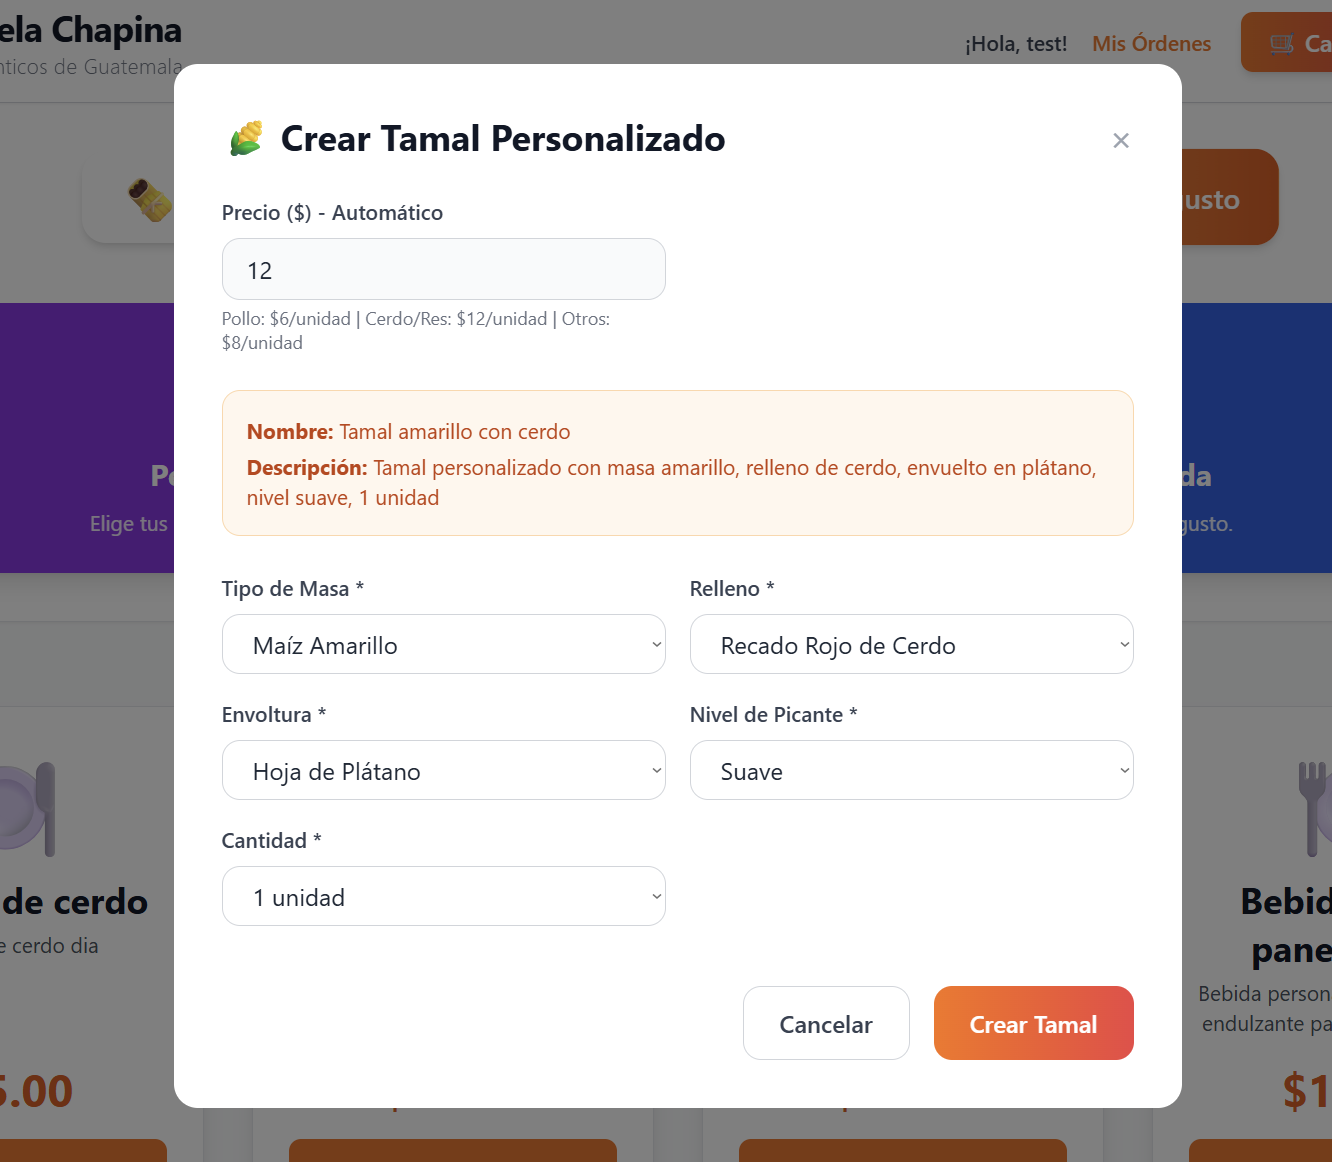 ela Chapina
nticos de Guatemala
¡Hola, test!
Mis Órdenes
Ca
Crear Tamal Personalizado
×
Precio ($) - Automático
12
Pollo: $6/unidad | Cerdo/Res: $12/unidad | Otros:
$8/unidad
usto
Nombre: Tamal amarillo con cerdo
Descripción: Tamal personalizado con masa amarillo, relleno de cerdo, envuelto en plátano,
nivel suave, 1 unidad
Elige tus
da
gusto.
Tipo de Masa *
Relleno *
Maíz Amarillo
Recado Rojo de Cerdo
Envoltura *
Nivel de Picante *
Hoja de Plátano
Suave
Cantidad *
1 unidad
de cerdo
e cerdo dia
Bebid
pane
Bebida person
endulzante pa
Cancelar
Crear Tamal
5.00
$1